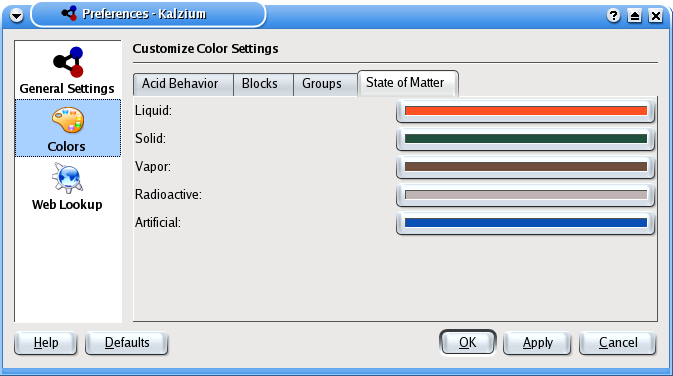 Preferences - Kalzium
Customize Color Settings
General Settings
Colors
Web Lookup
Acid Behavior Blocks Groups State of Matter
Liquid:
Solid:
Vapor:
Radioactive:
Artificial:
Help Defaults OK Apply Cancel